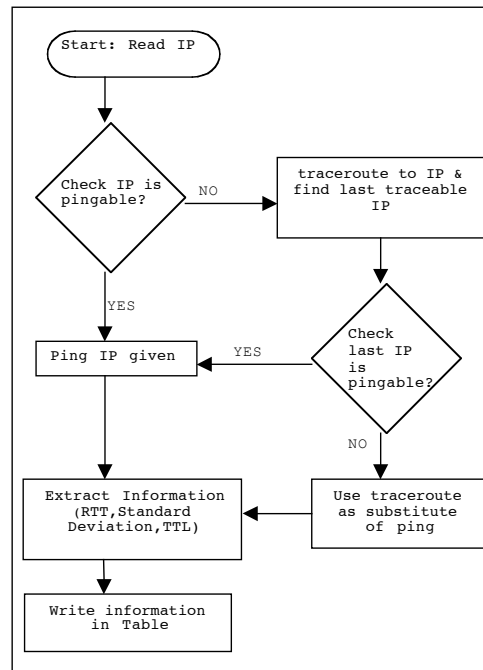 Start: Read IP
Check IP is
pingable?
NO
traceroute to IP &
find last traceable
IP
YES
Ping IP given
YES
Check
last IP
is
pingable?
NO
Extract Information
(RTT,Standard
Deviation,TTL)
Use traceroute
as substitute
of ping
Write information
in Table